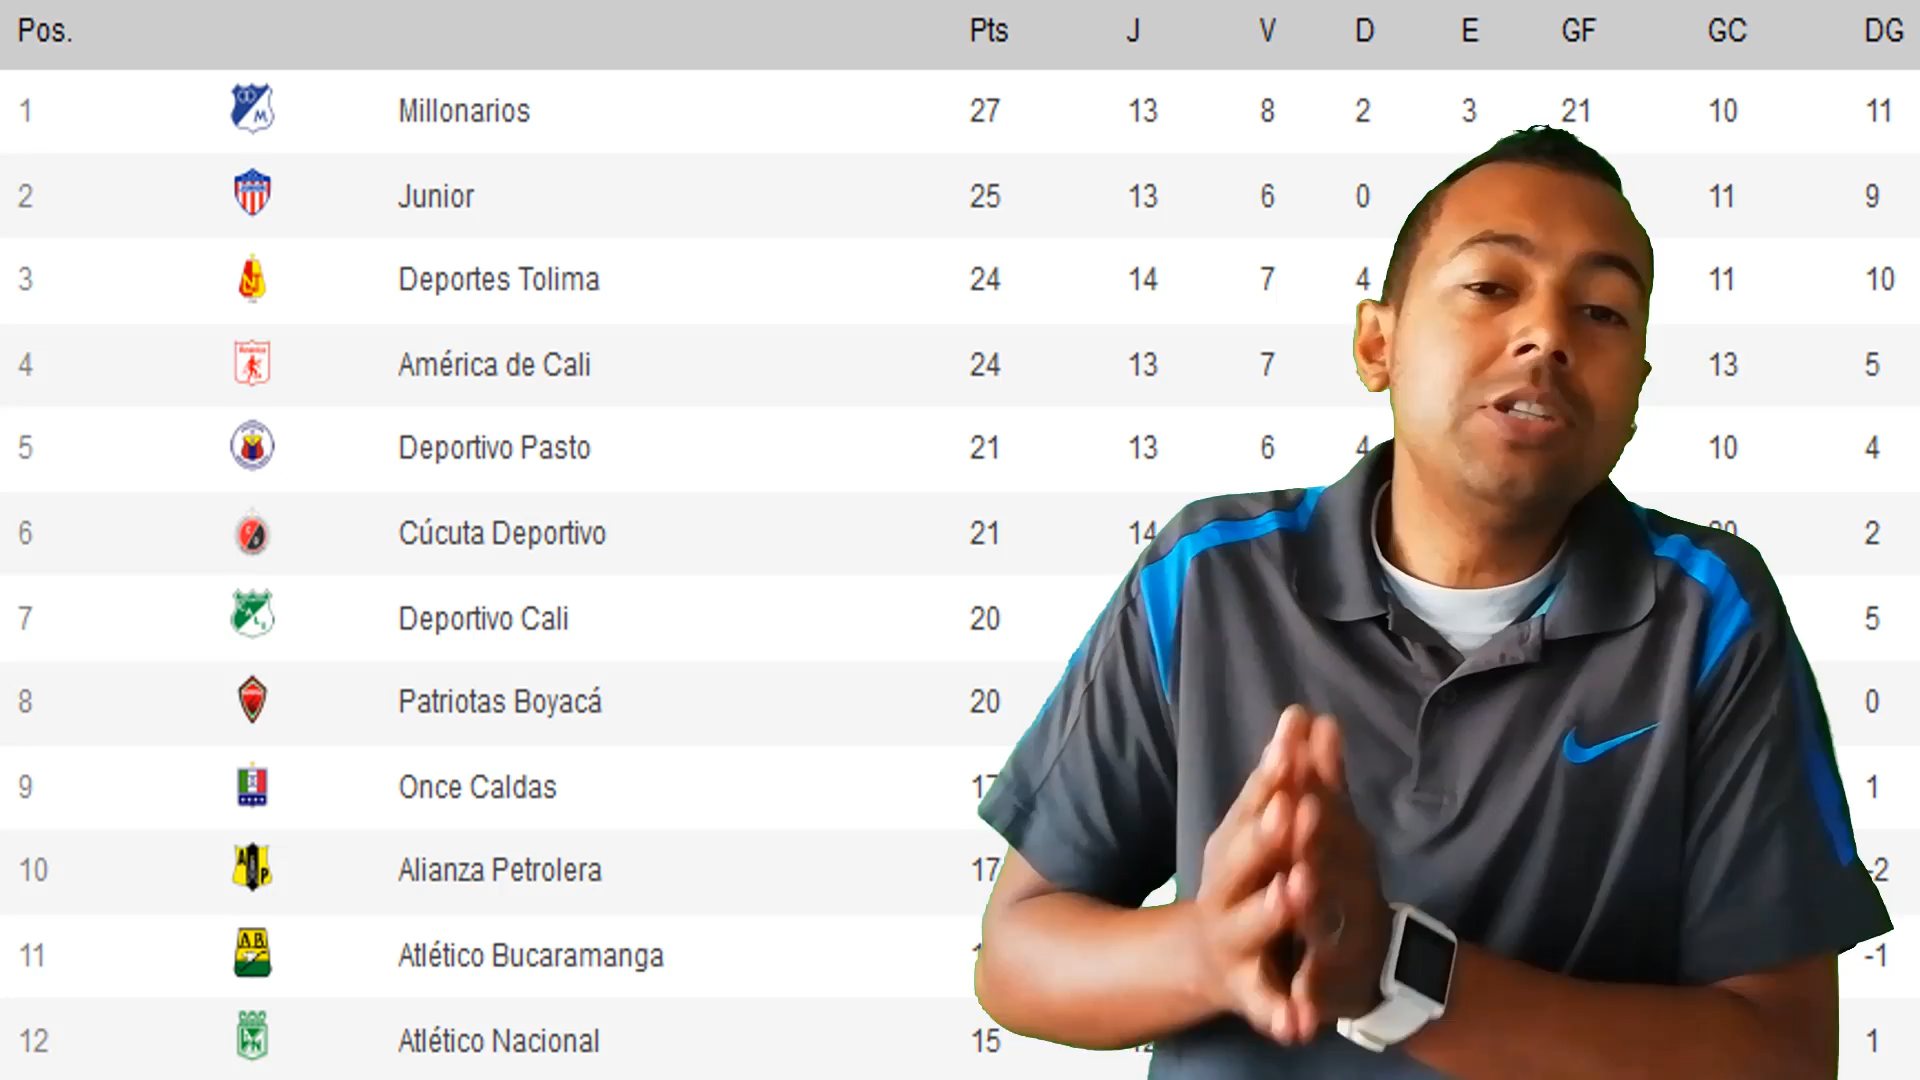 Pos. Pts J V D E GF GC DG
1 Millonarios 27 13 8 2 3 21 10 11
2 Junior 25 13 6 0 11 9
3 Deportes Tolima 24 14 7 4 11 10
4 América de Cali 24 13 7 13 5
5 Deportivo Pasto 21 13 6 4 10 4
6 Cúcuta Deportivo 21 14 2
7 Deportivo Cali 20 5
8 Patriotas Boyacá 20 0
9 Once Caldas 17 1
10 Alianza Petrolera 17 -2
11 Atlético Bucaramanga -1
12 Atlético Nacional 15 1